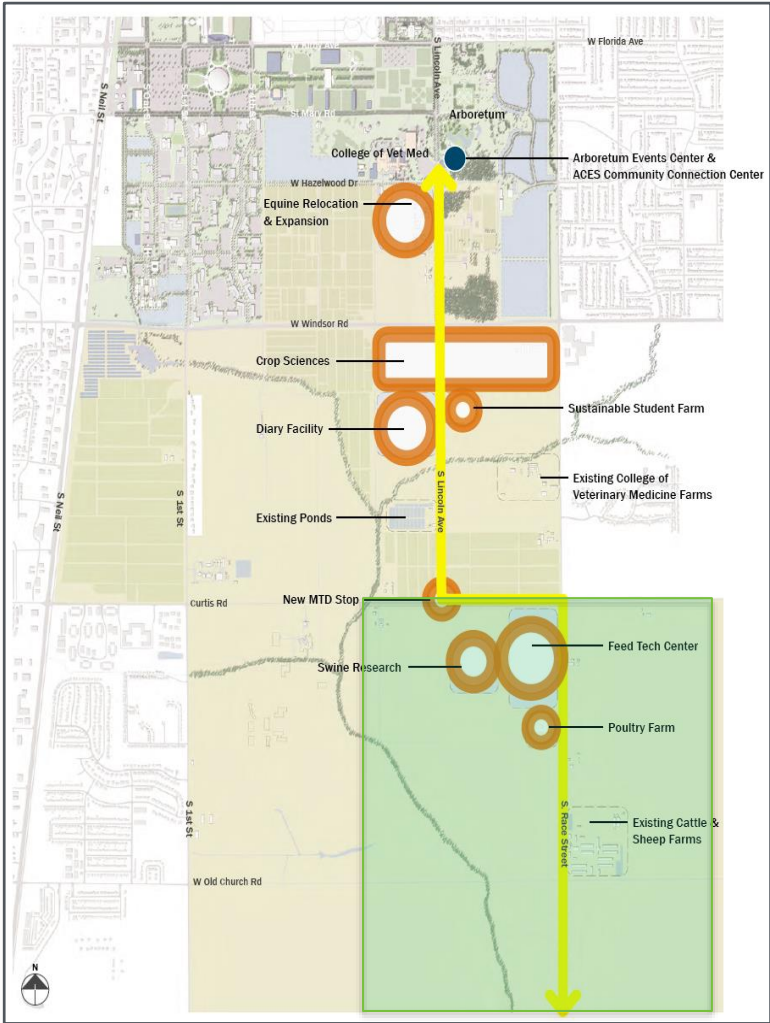 W Florida Ave
S Lincoln Ave
S Neil St
St Mary Rd
Arboretum
College of Vet Med
Arboretum Events Center &
ACES Community Connection Center
W Hazelwood Dr
Equine Relocation
& Expansion
W Windsor Rd
Crop Sciences
Sustainable Student Farm
Diary Facility
S Lincoln Ave
Existing College of
Veterinary Medicine Farms
S Neil St
S 1st St
Existing Ponds
New MTD Stop
Curtis Rd
Feed Tech Center
Swine Research
Poultry Farm
S 1st St
S. Race Street
Existing Cattle &
Sheep Farms
W Old Church Rd
N